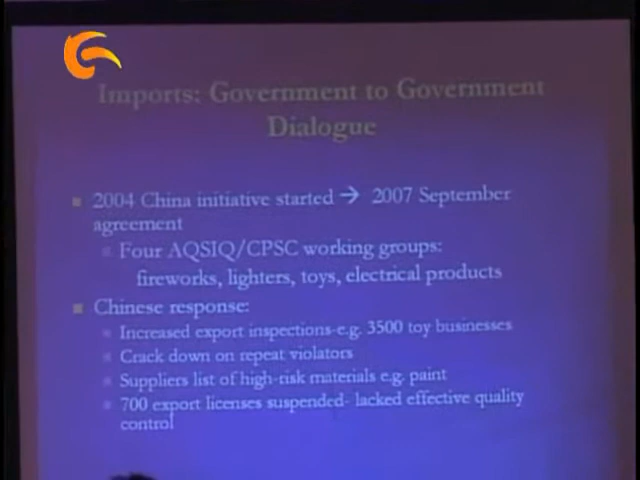 Imports: Government to Government
Dialogue
2004 China initiative started → 2007 September
agreement
Four AQSIQ/CPSC working groups:
fireworks, lighters, toys, electrical products
Chinese response:
Increased export inspections-e.g. 3500 toy businesses
Crack down on repeat violators
Suppliers list of high-risk materials e.g. paint
700 export licenses suspended- lacked effective quality
control